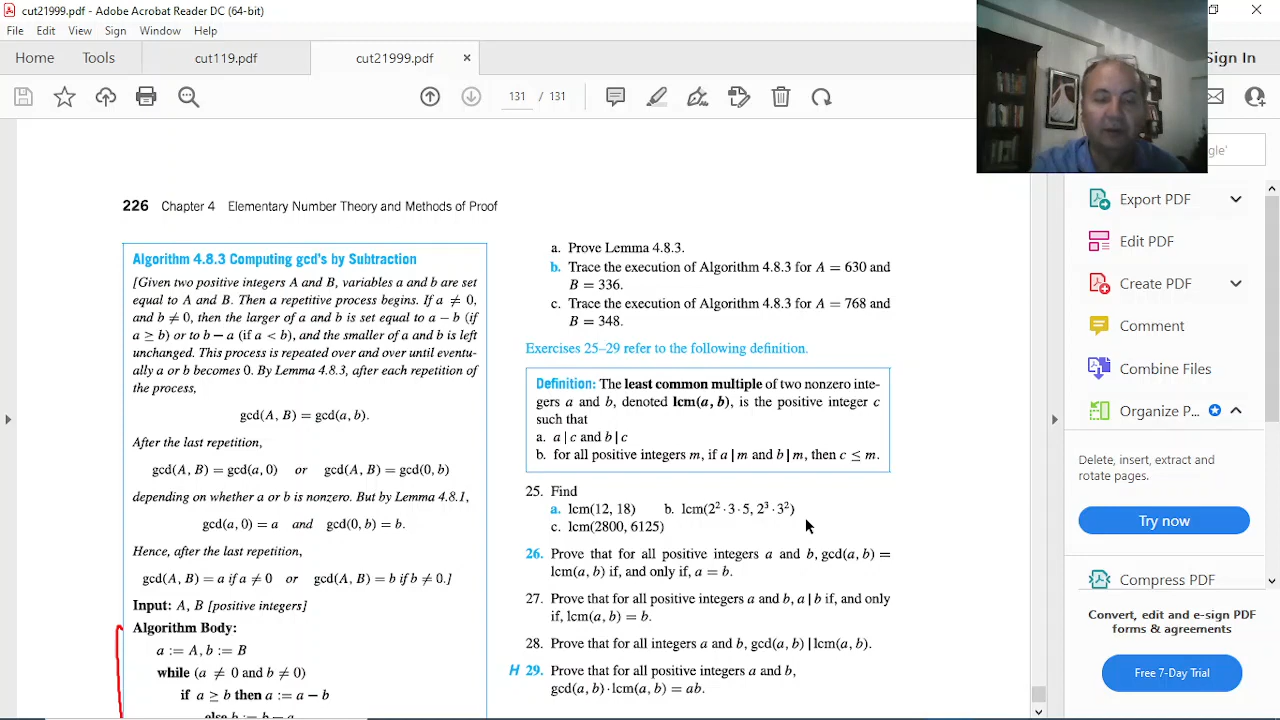 cut21999.pdf - Adobe Acrobat Reader DC (64-bit)
File Edit View Sign Window Help
Home Tools cut119.pdf cut21999.pdf × Sign In
131 / 131
226 Chapter 4 Elementary Number Theory and Methods of Proof
Algorithm 4.8.3 Computing gcd's by Subtraction
[Given two positive integers A and B, variables a and b are set
equal to A and B. Then a repetitive process begins. If a ≠ 0,
and b ≠ 0, then the larger of a and b is set equal to a − b (if
a ≥ b) or to b − a (if a < b), and the smaller of a and b is left
unchanged. This process is repeated over and over until eventu-
ally a or b becomes 0. By Lemma 4.8.3, after each repetition of
the process,
gcd(A, B) = gcd(a, b).
After the last repetition,
gcd(A, B) = gcd(a, 0) or gcd(A, B) = gcd(0, b)
depending on whether a or b is nonzero. But by Lemma 4.8.1,
gcd(a, 0) = a and gcd(0, b) = b.
Hence, after the last repetition,
gcd(A, B) = a if a ≠ 0 or gcd(A, B) = b if b ≠ 0.]
Input: A, B [positive integers]
Algorithm Body:
a := A, b := B
while (a ≠ 0 and b ≠ 0)
if a ≥ b then a := a − b
else b := b − a
a. Prove Lemma 4.8.3.
b. Trace the execution of Algorithm 4.8.3 for A = 630 and
B = 336.
c. Trace the execution of Algorithm 4.8.3 for A = 768 and
B = 348.
Exercises 25–29 refer to the following definition.
Definition: The least common multiple of two nonzero inte-
gers a and b, denoted lcm(a, b), is the positive integer c
such that
a. a | c and b | c
b. for all positive integers m, if a | m and b | m, then c ≤ m.
25. Find
a. lcm(12, 18) b. lcm(2² · 3 · 5, 2³ · 3²)
c. lcm(2800, 6125)
26. Prove that for all positive integers a and b, gcd(a, b) =
lcm(a, b) if, and only if, a = b.
27. Prove that for all positive integers a and b, a | b if, and only
if, lcm(a, b) = b.
28. Prove that for all integers a and b, gcd(a, b) | lcm(a, b).
H 29. Prove that for all positive integers a and b,
gcd(a, b) · lcm(a, b) = ab.
Export PDF
Edit PDF
Create PDF
Comment
Combine Files
Organize P...
Delete, insert, extract and
rotate pages.
Try now
Compress PDF
Convert, edit and e-sign PDF
forms & agreements
Free 7-Day Trial